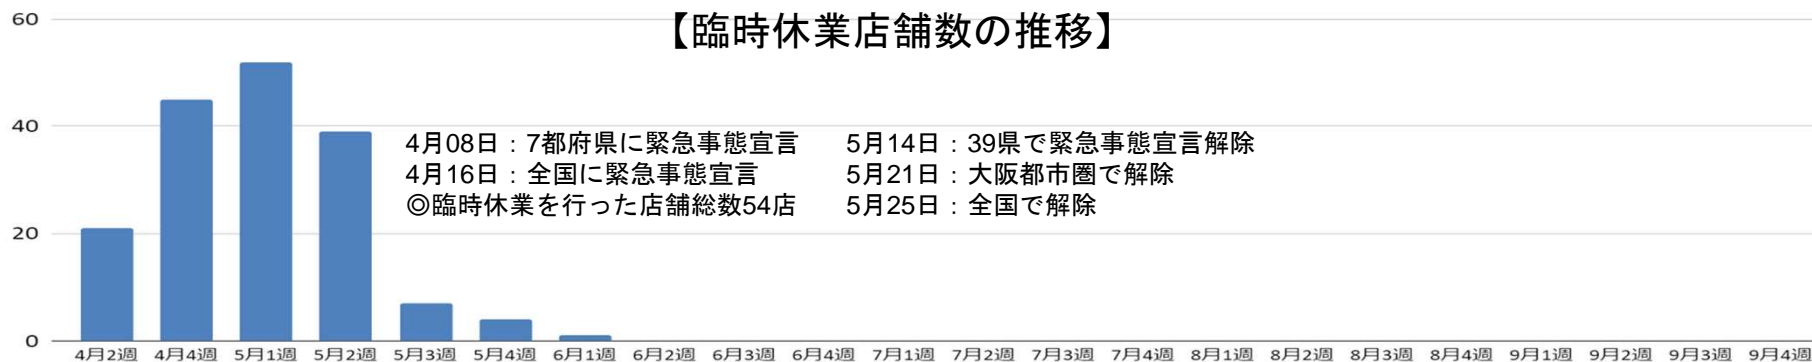 【臨時休業店舗数の推移】
60
40
20
0
4月08日：7都府県に緊急事態宣言 5月14日：39県で緊急事態宣言解除
4月16日：全国に緊急事態宣言 5月21日：大阪都市圏で解除
◎臨時休業を行った店舗総数54店 5月25日：全国で解除
4月2週 4月4週 5月1週 5月2週 5月3週 5月4週 6月1週 6月2週 6月3週 6月4週 7月1週 7月2週 7月3週 7月4週 8月1週 8月2週 8月3週 8月4週 9月1週 9月2週 9月3週 9月4週